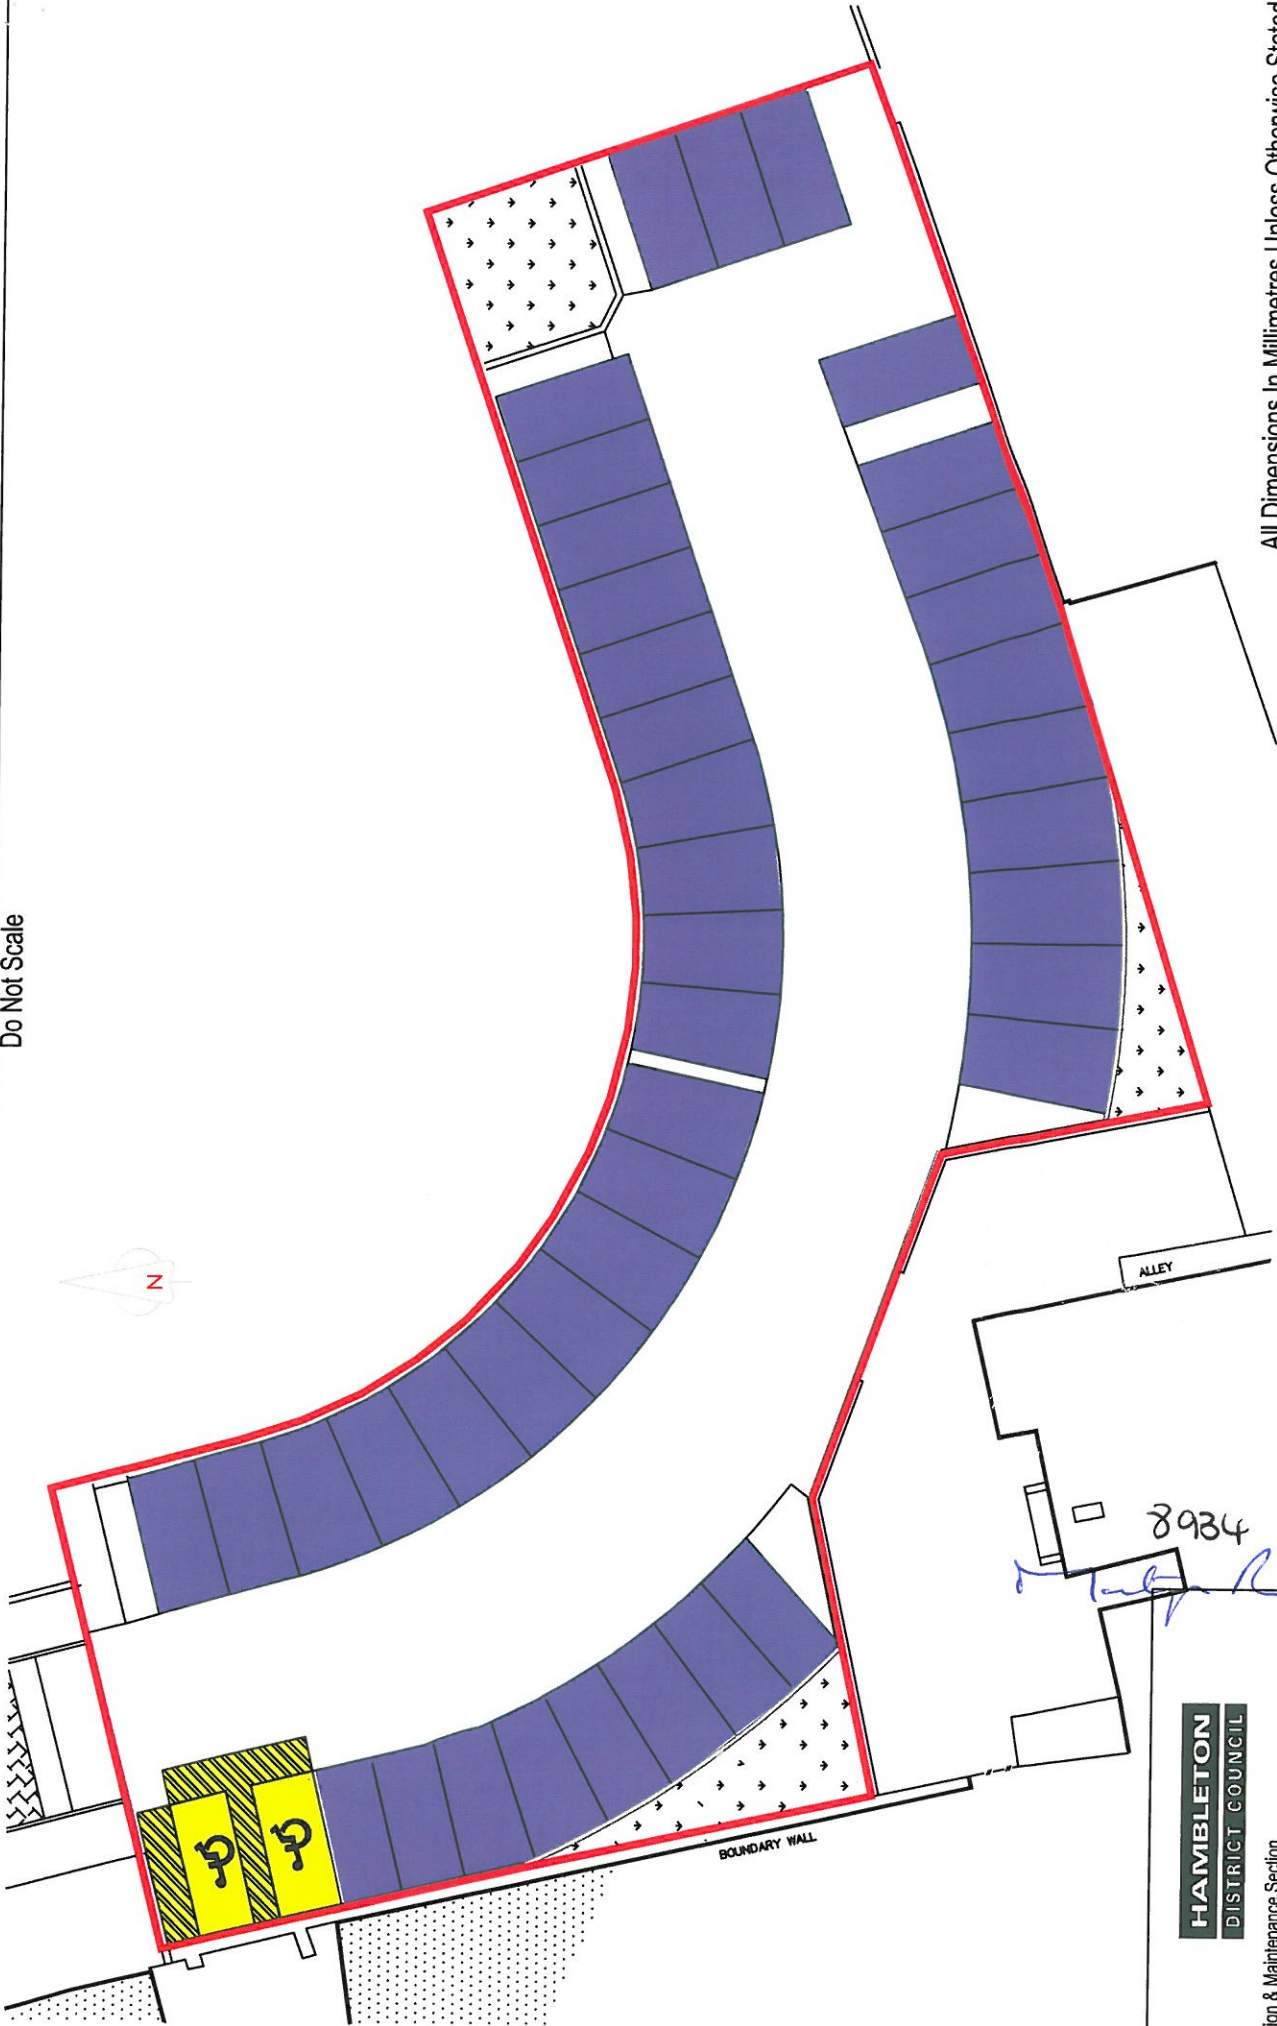 Do Not Scale
All Dimensions In Millimetres Unless Otherwise Stated
N
ALLEY
8934
BOUNDARY WALL
HAMBLETON
DISTRICT COUNCIL
& Maintenance Section